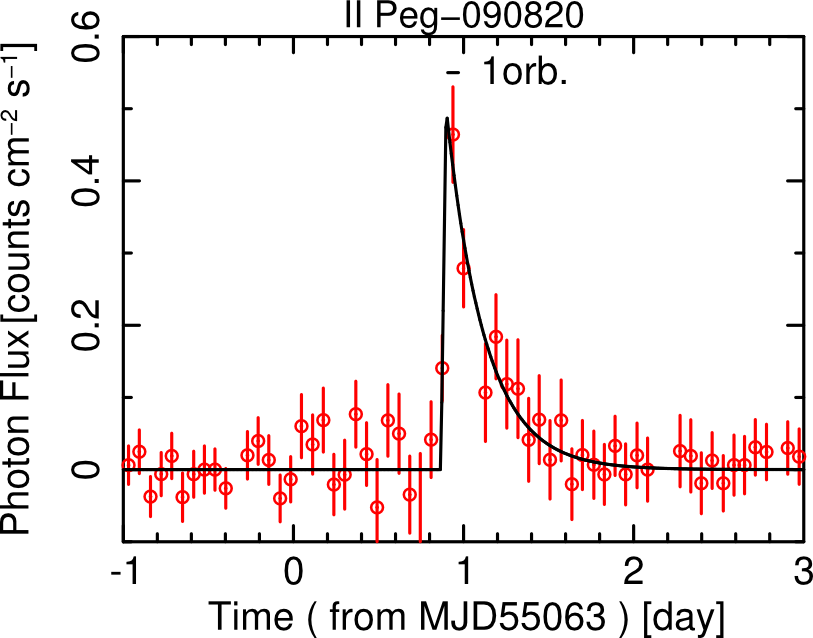 II Peg−090820
− 1orb.
Photon Flux[counts cm−2 s−1]
0.6
0.4
0.2
0
-1 0 1 2 3
Time ( from MJD55063 ) [day]